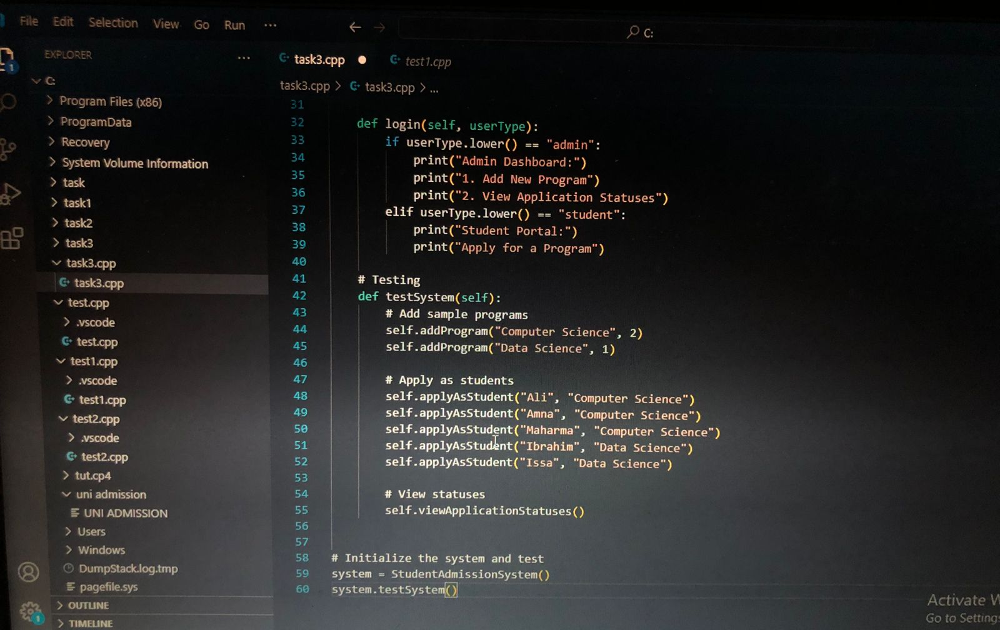 File Edit Selection View Go Run ...
C:
EXPLORER ...
C:
Program Files (x86)
ProgramData
Recovery
System Volume Information
task
task1
task2
task3
task3.cpp
task3.cpp
test.cpp
.vscode
test.cpp
test1.cpp
.vscode
test1.cpp
test2.cpp
.vscode
test2.cpp
tut.cp4
uni admission
UNI ADMISSION
Users
Windows
DumpStack.log.tmp
pagefile.sys
OUTLINE
TIMELINE
1
1
task3.cpp test1.cpp
task3.cpp > task3.cpp > ...
31
32 def login(self, userType):
33 if userType.lower() == "admin":
34 print("Admin Dashboard:")
35 print("1. Add New Program")
36 print("2. View Application Statuses")
37 elif userType.lower() == "student":
38 print("Student Portal:")
39 print("Apply for a Program")
40
41 # Testing
42 def testSystem(self):
43 # Add sample programs
44 self.addProgram("Computer Science", 2)
45 self.addProgram("Data Science", 1)
46
47 # Apply as students
48 self.applyAsStudent("Ali", "Computer Science")
49 self.applyAsStudent("Amna", "Computer Science")
50 self.applyAsStudent("Maharma", "Computer Science")
51 self.applyAsStudent("Ibrahim", "Data Science")
52 self.applyAsStudent("Issa", "Data Science")
53
54 # View statuses
55 self.viewApplicationStatuses()
56
57
58 # Initialize the system and test
59 system = StudentAdmissionSystem()
60 system.testSystem()
Activate W
Go to Settings